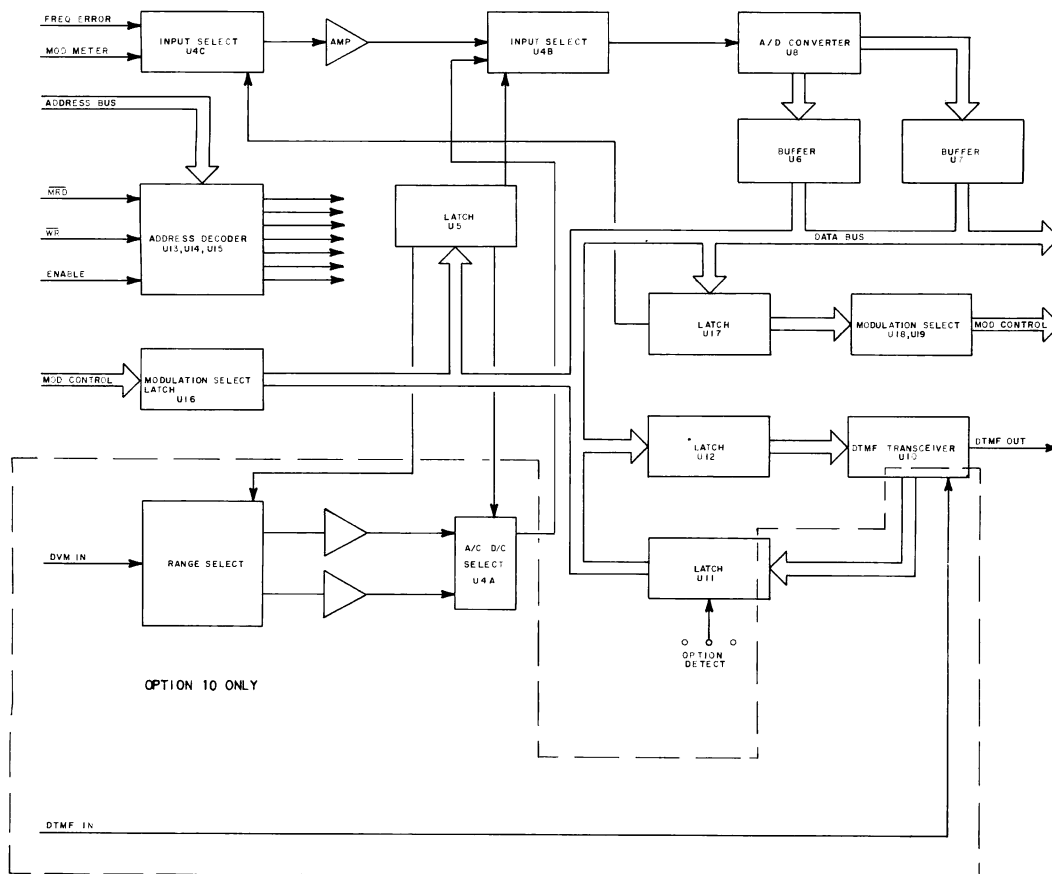 FREQ ERROR
MOD METER
INPUT SELECT
U4C
AMP
INPUT SELECT
U4B
A/D CONVERTER
U8
ADDRESS BUS
BUFFER
U6
BUFFER
U7
MRD
WR
ENABLE
ADDRESS DECODER
U13, U14, U15
LATCH
U5
DATA BUS
LATCH
U17
MODULATION SELECT
U18, U19
MOD CONTROL
MOD CONTROL
MODULATION SELECT
LATCH
U16
LATCH
U12
DTMF TRANSCEIVER
U10
DTMF OUT
DVM IN
RANGE SELECT
A/C D/C
SELECT
U4A
LATCH
U11
OPTION
DETECT
OPTION 10 ONLY
DTMF IN